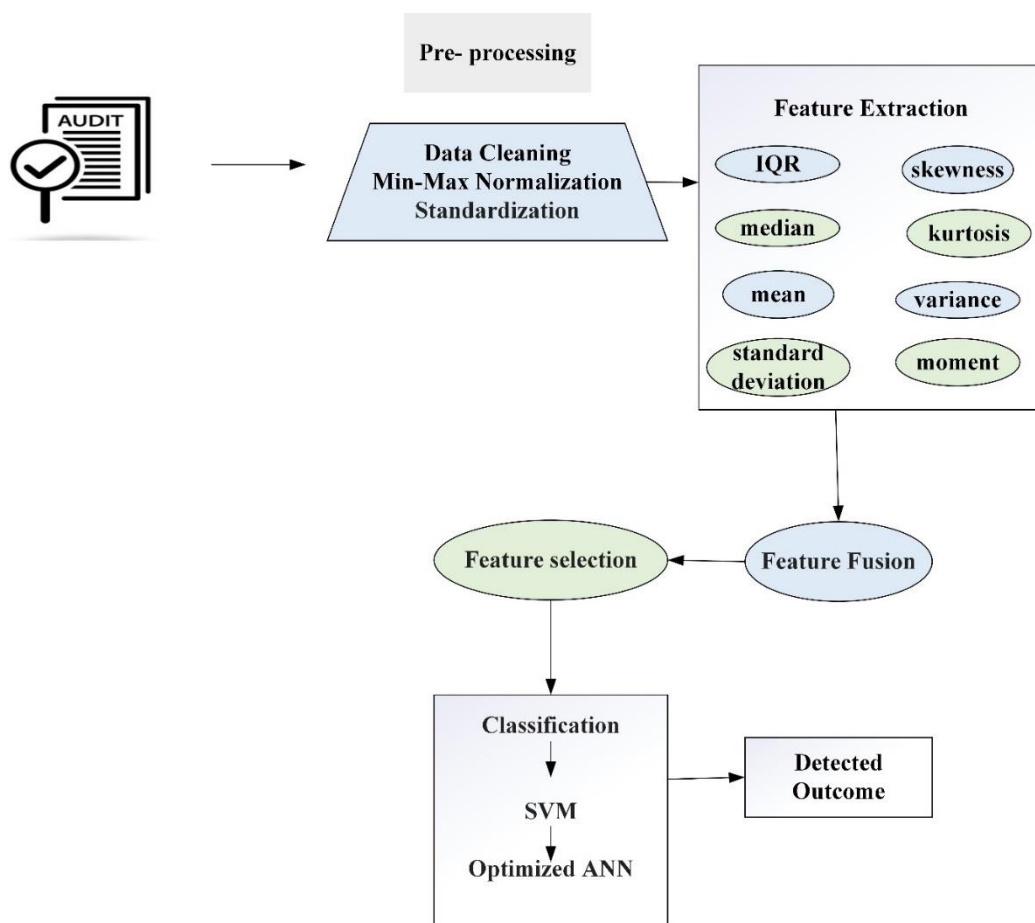 Pre- processing
AUDIT
Data Cleaning
Min-Max Normalization
Standardization
Feature Extraction
IQR
skewness
median
kurtosis
mean
variance
standard
deviation
moment
Feature selection
Feature Fusion
Classification
SVM
Optimized ANN
Detected
Outcome